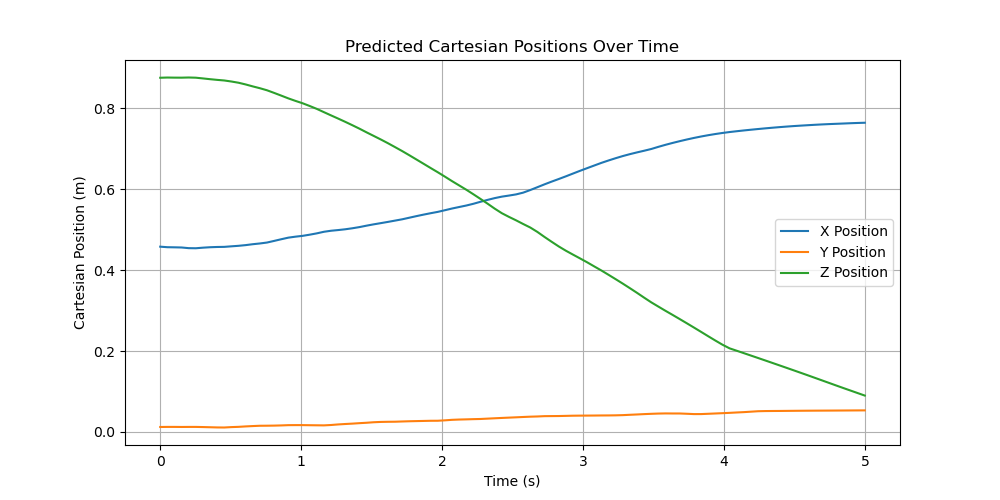 Predicted Cartesian Positions Over Time
Cartesian Position (m)
0.8
0.6
0.4
0.2
0.0
X Position
Y Position
Z Position
0 1 2 3 4 5
Time (s)